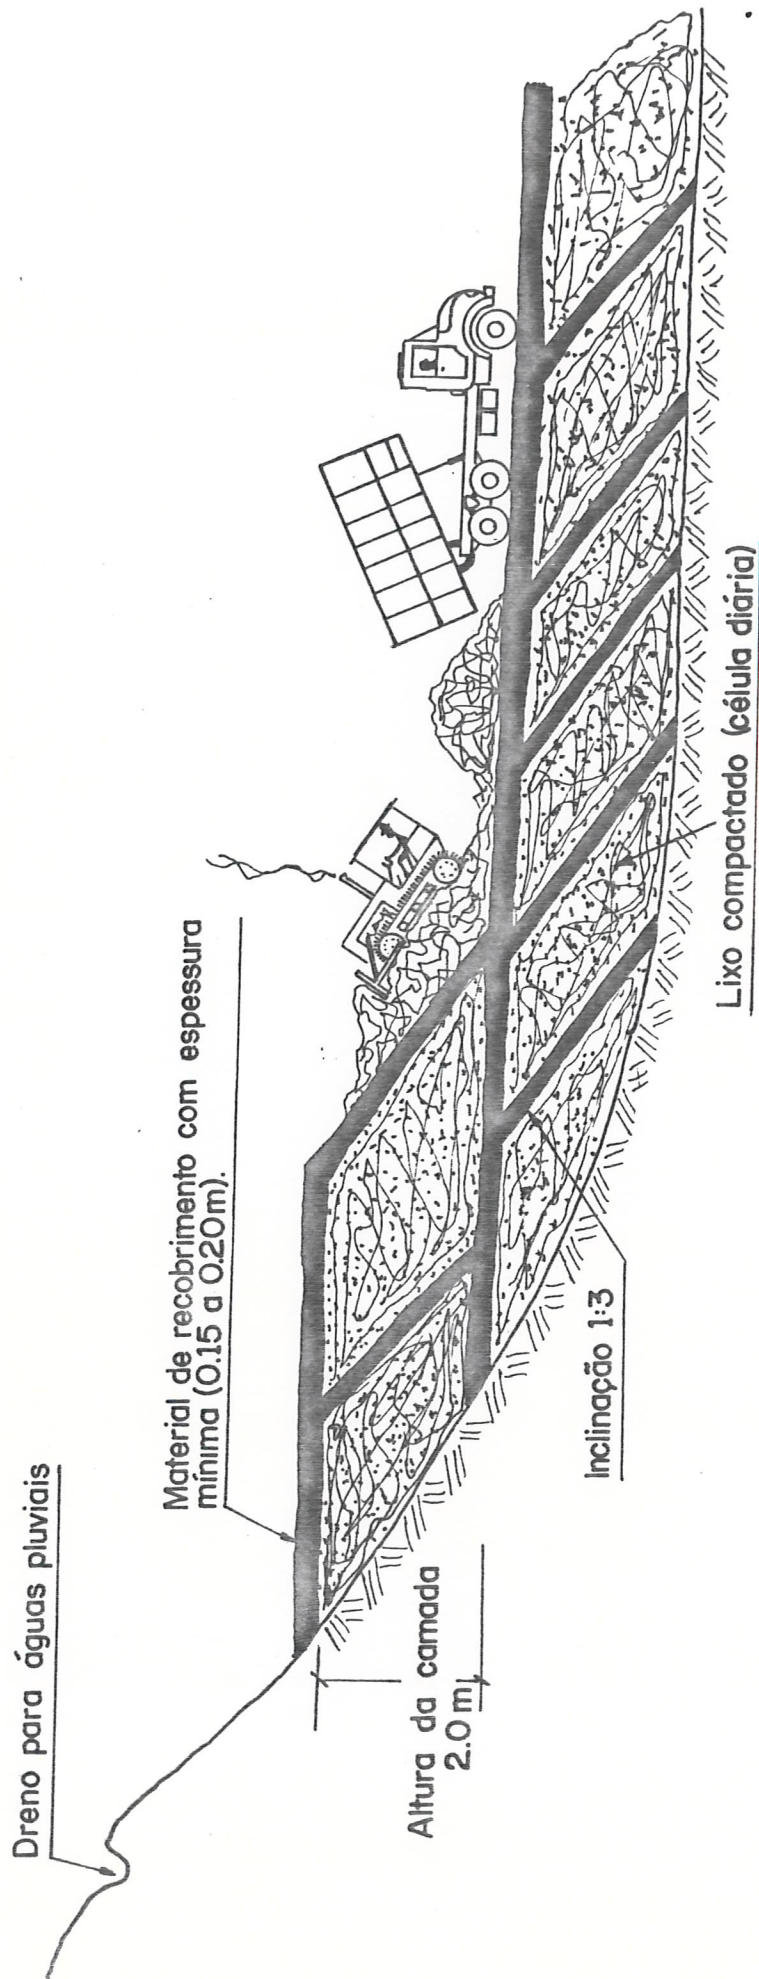 Dreno para águas pluviais
Material de recobrimento com espessura
mínima (0.15 a 0.20m).
Altura da camada
2.0m
Inclinação 1:3
Lixo compactado (célula diária)